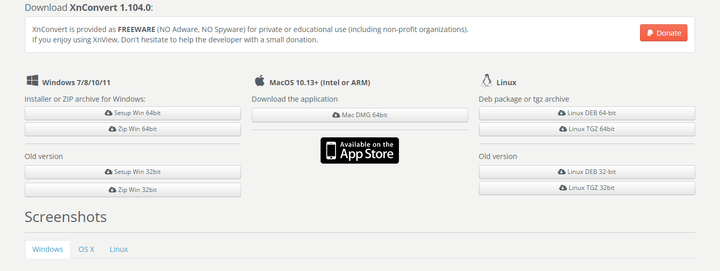 Download XnConvert 1.104.0:
XnConvert is provided as FREEWARE (NO Adware, NO Spyware) for private or educational use (including non-profit organizations).
If you enjoy using XnView, Don't hesitate to help the developer with a small donation.
Donate
Windows 7/8/10/11
Installer or ZIP archive for Windows:
Setup Win 64bit
Zip Win 64bit
Old version
Setup Win 32bit
Zip Win 32bit
MacOS 10.13+ (Intel or ARM)
Download the application
Mac DMG 64bit
Available on the
App Store
Linux
Deb package or tgz archive
Linux DEB 64-bit
Linux TGZ 64bit
Old version
Linux DEB 32-bit
Linux TGZ 32bit
Screenshots
Windows
OS X
Linux